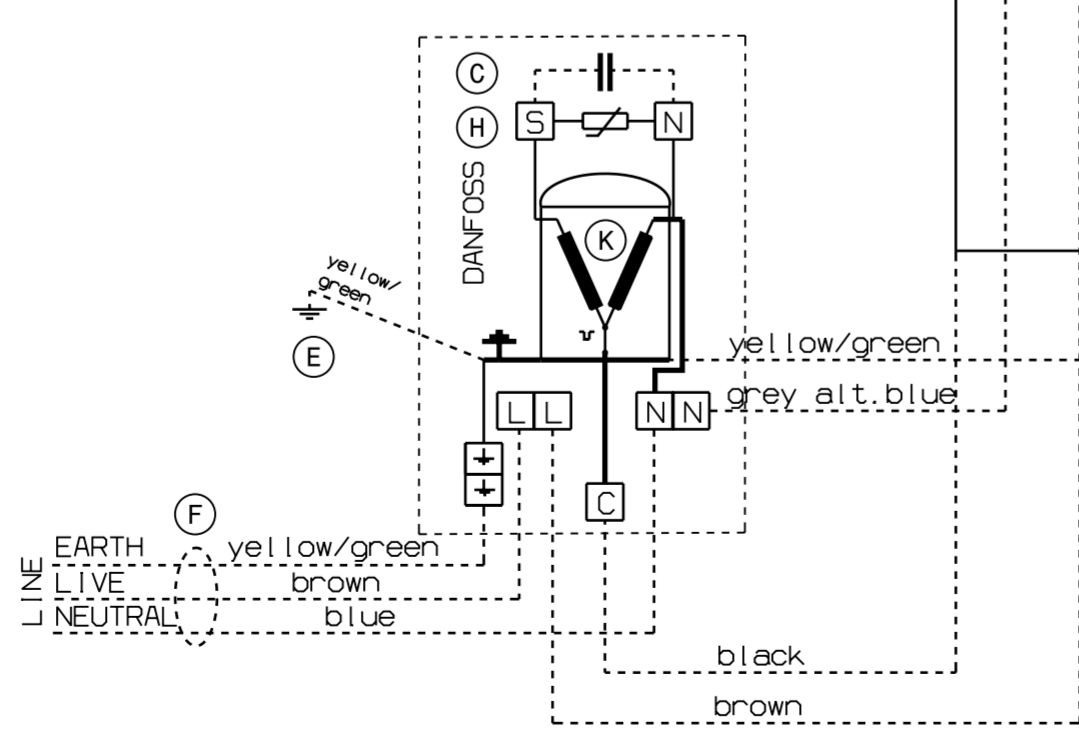 C
H
S
N
DANFOSS
K
yellow/
green
E
yellow/green
L L
N N
grey alt.blue
C
F
LINE
EARTH
yellow/green
LIVE
brown
NEUTRAL
blue
black
brown